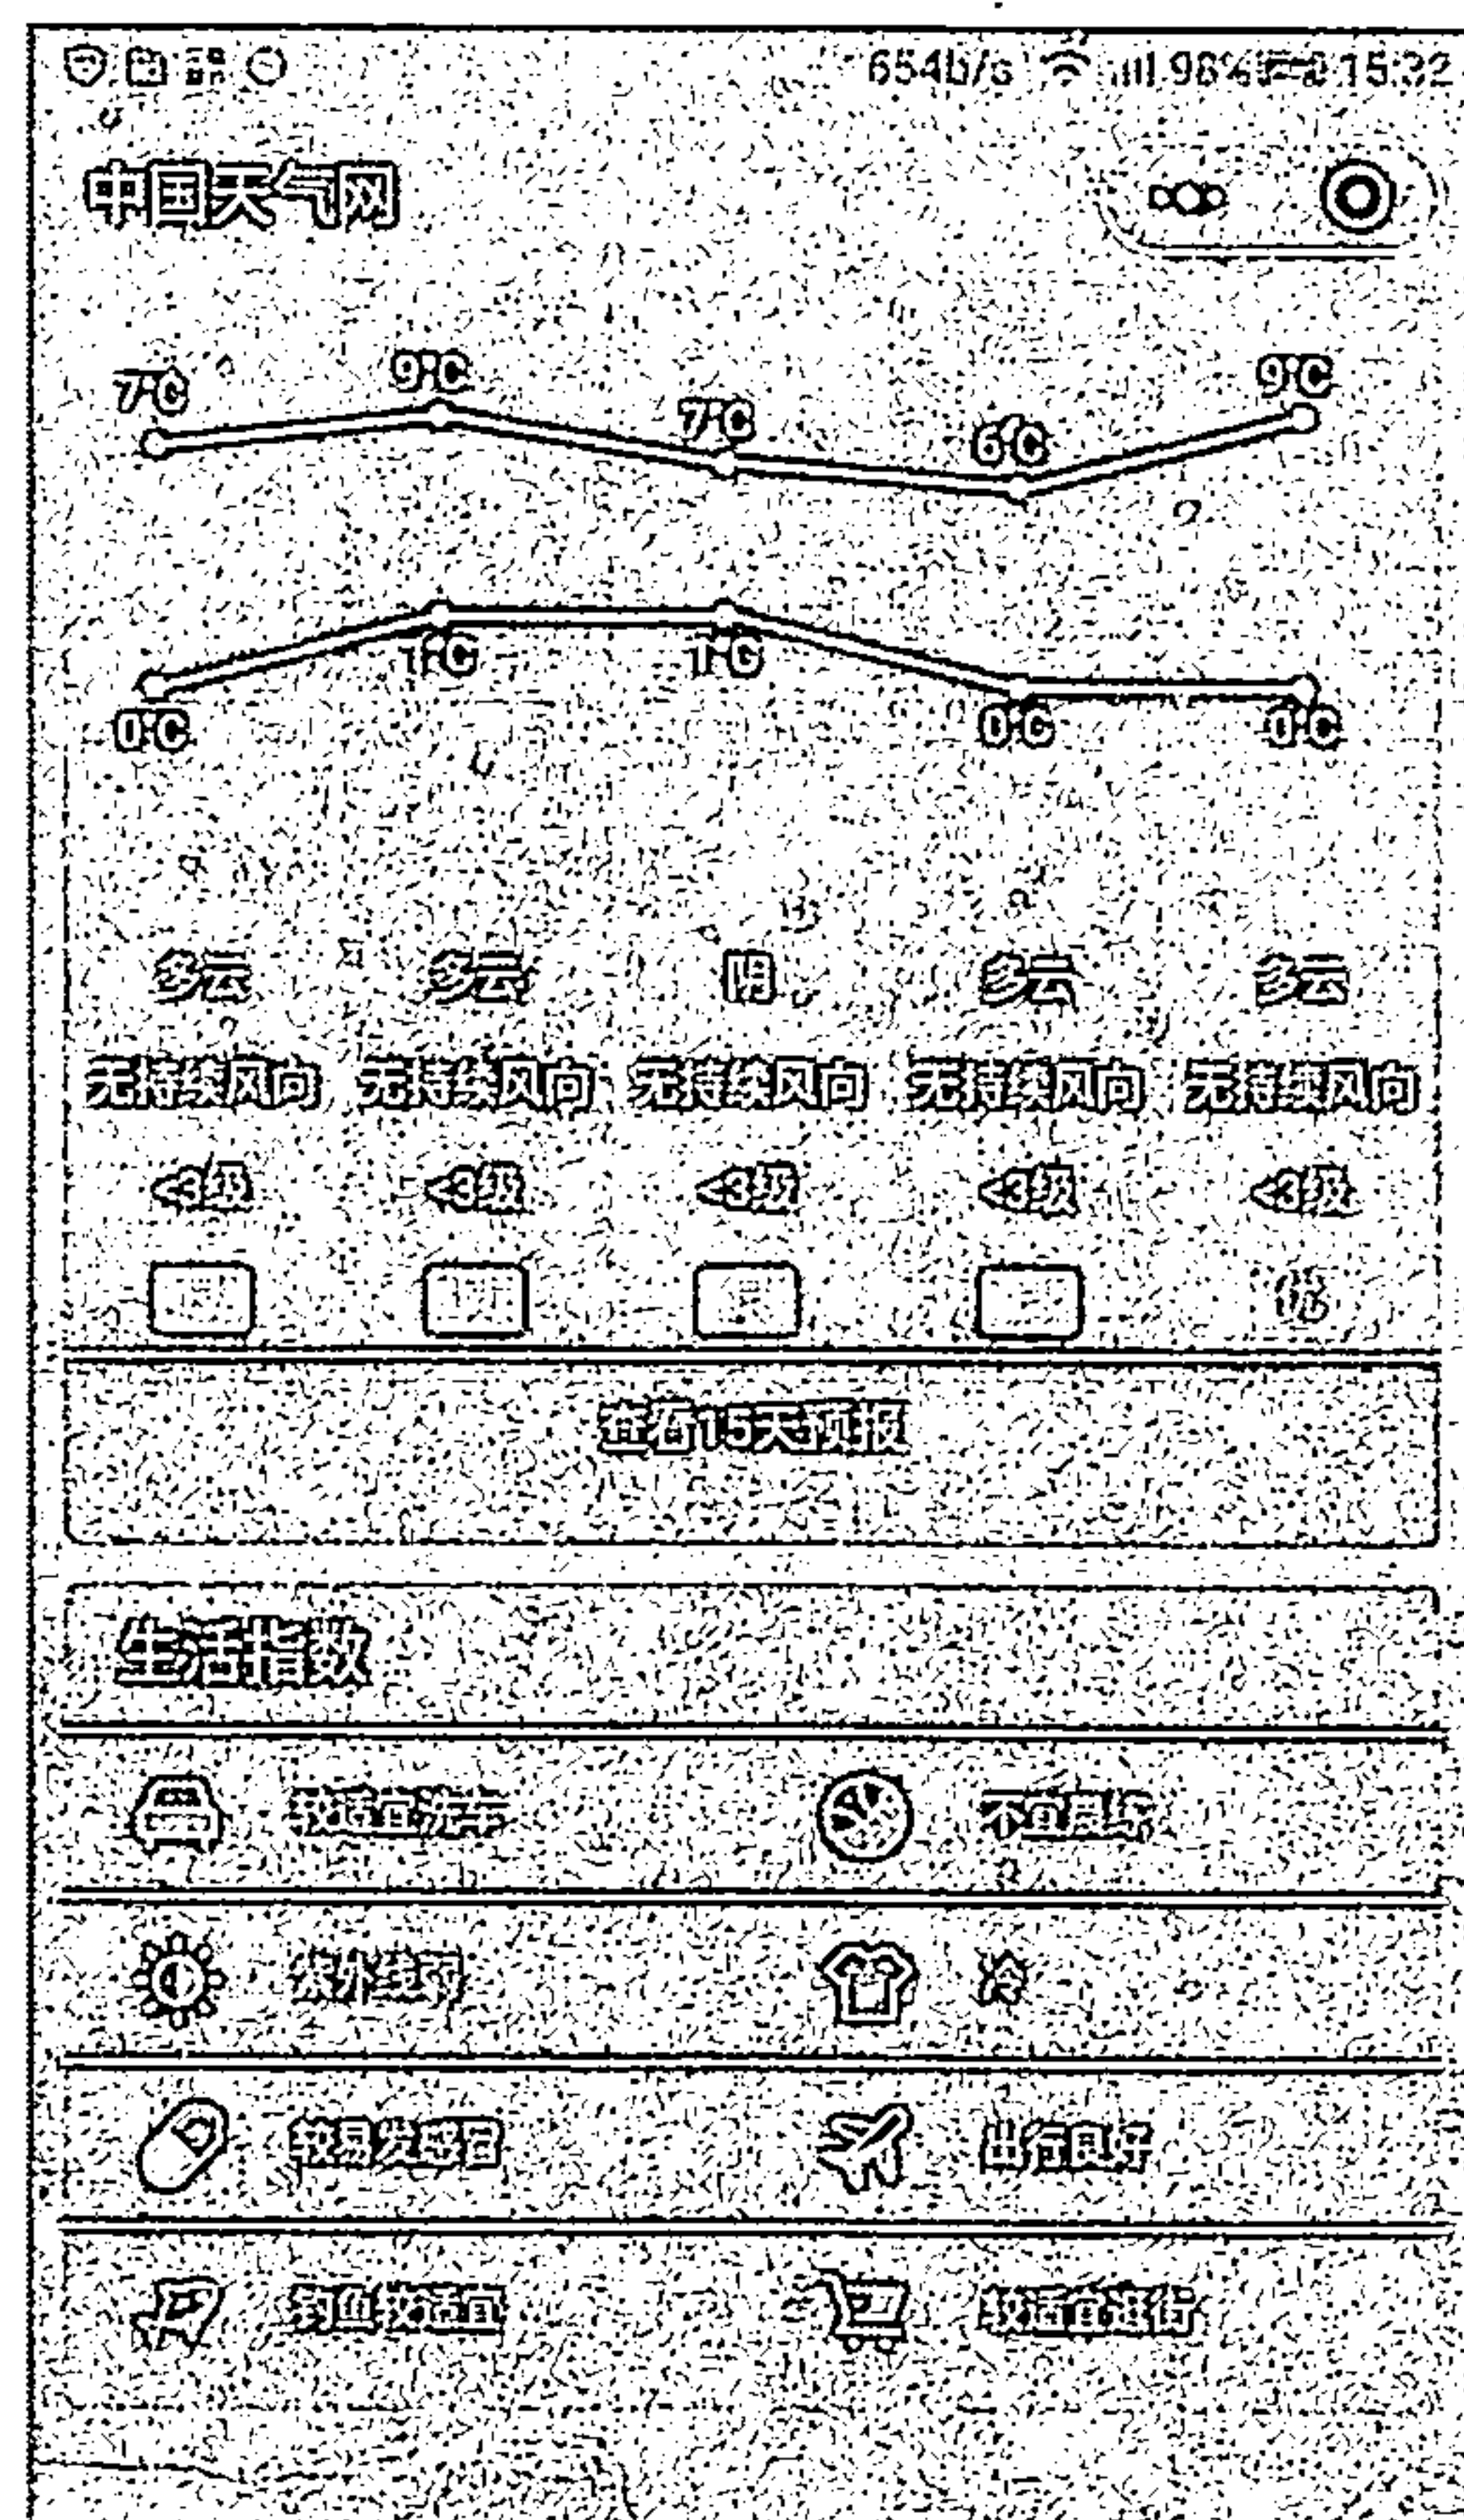 654b/s 98% 15:32
中国天气网
7°C 9°C 7°C 6°C 9°C
0°C 1°C 1°C 0°C 0°C
多云 多云 阴 多云 多云
无持续风向 无持续风向 无持续风向 无持续风向 无持续风向
<3级 <3级 <3级 <3级 <3级
查看15天预报
生活指数
较适宜洗车 不宜晨练
紫外线弱 冷
较易发感冒 出行良好
钓鱼较适宜 较适宜逛街